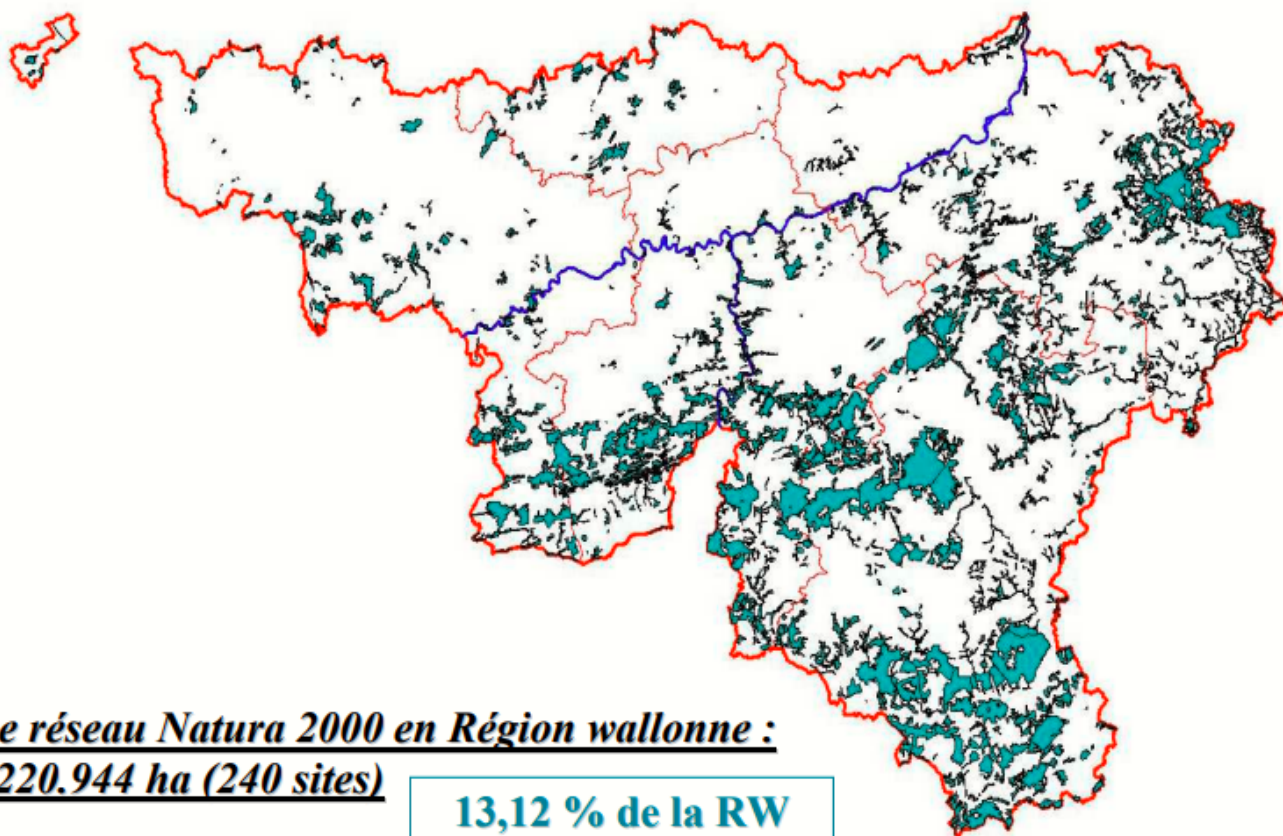 e réseau Natura 2000 en Région wallonne :
220.944 ha (240 sites)
13,12 % de la RW